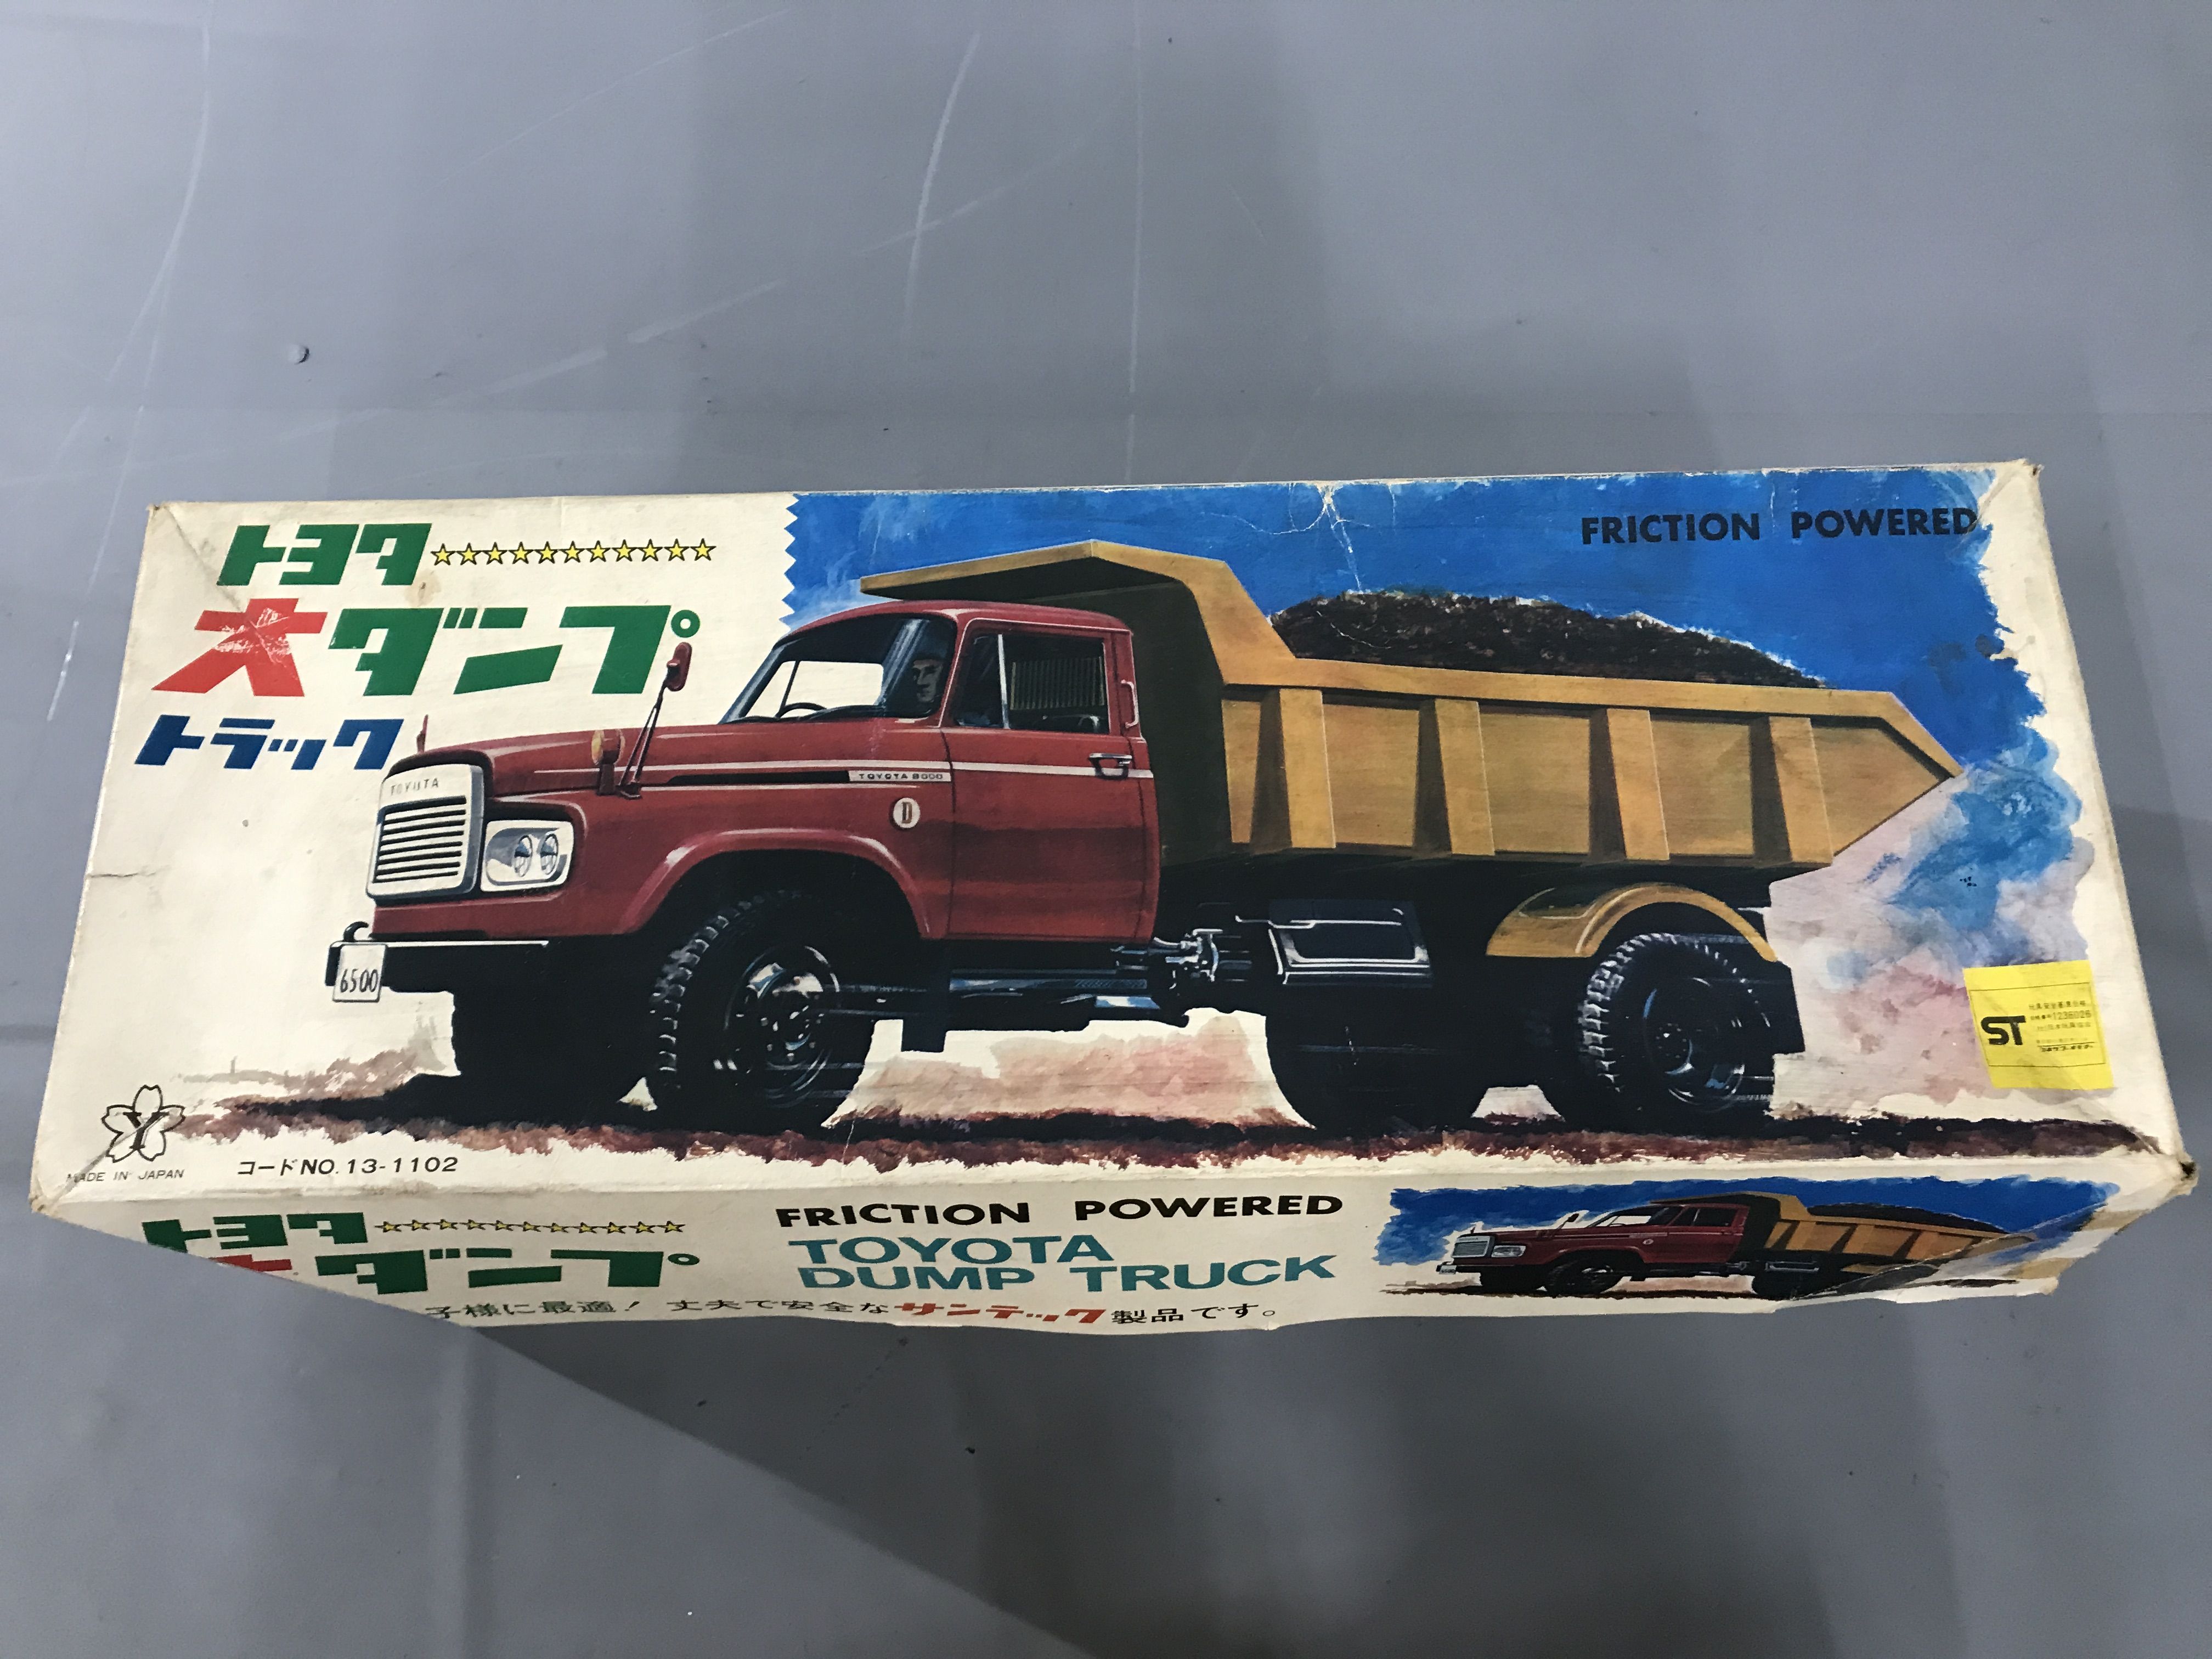 トヨタ
大ダンプ
トラック
FRICTION POWERED
TOYOTA
TOYOTA 8000
D
6500
ST
1236026
Y
MADE IN JAPAN
コードNO.13-1102
トヨタ
大ダンプ
FRICTION POWERED
TOYOTA
DUMP TRUCK
子様に最適! 丈夫で安全なサンテック製品です。